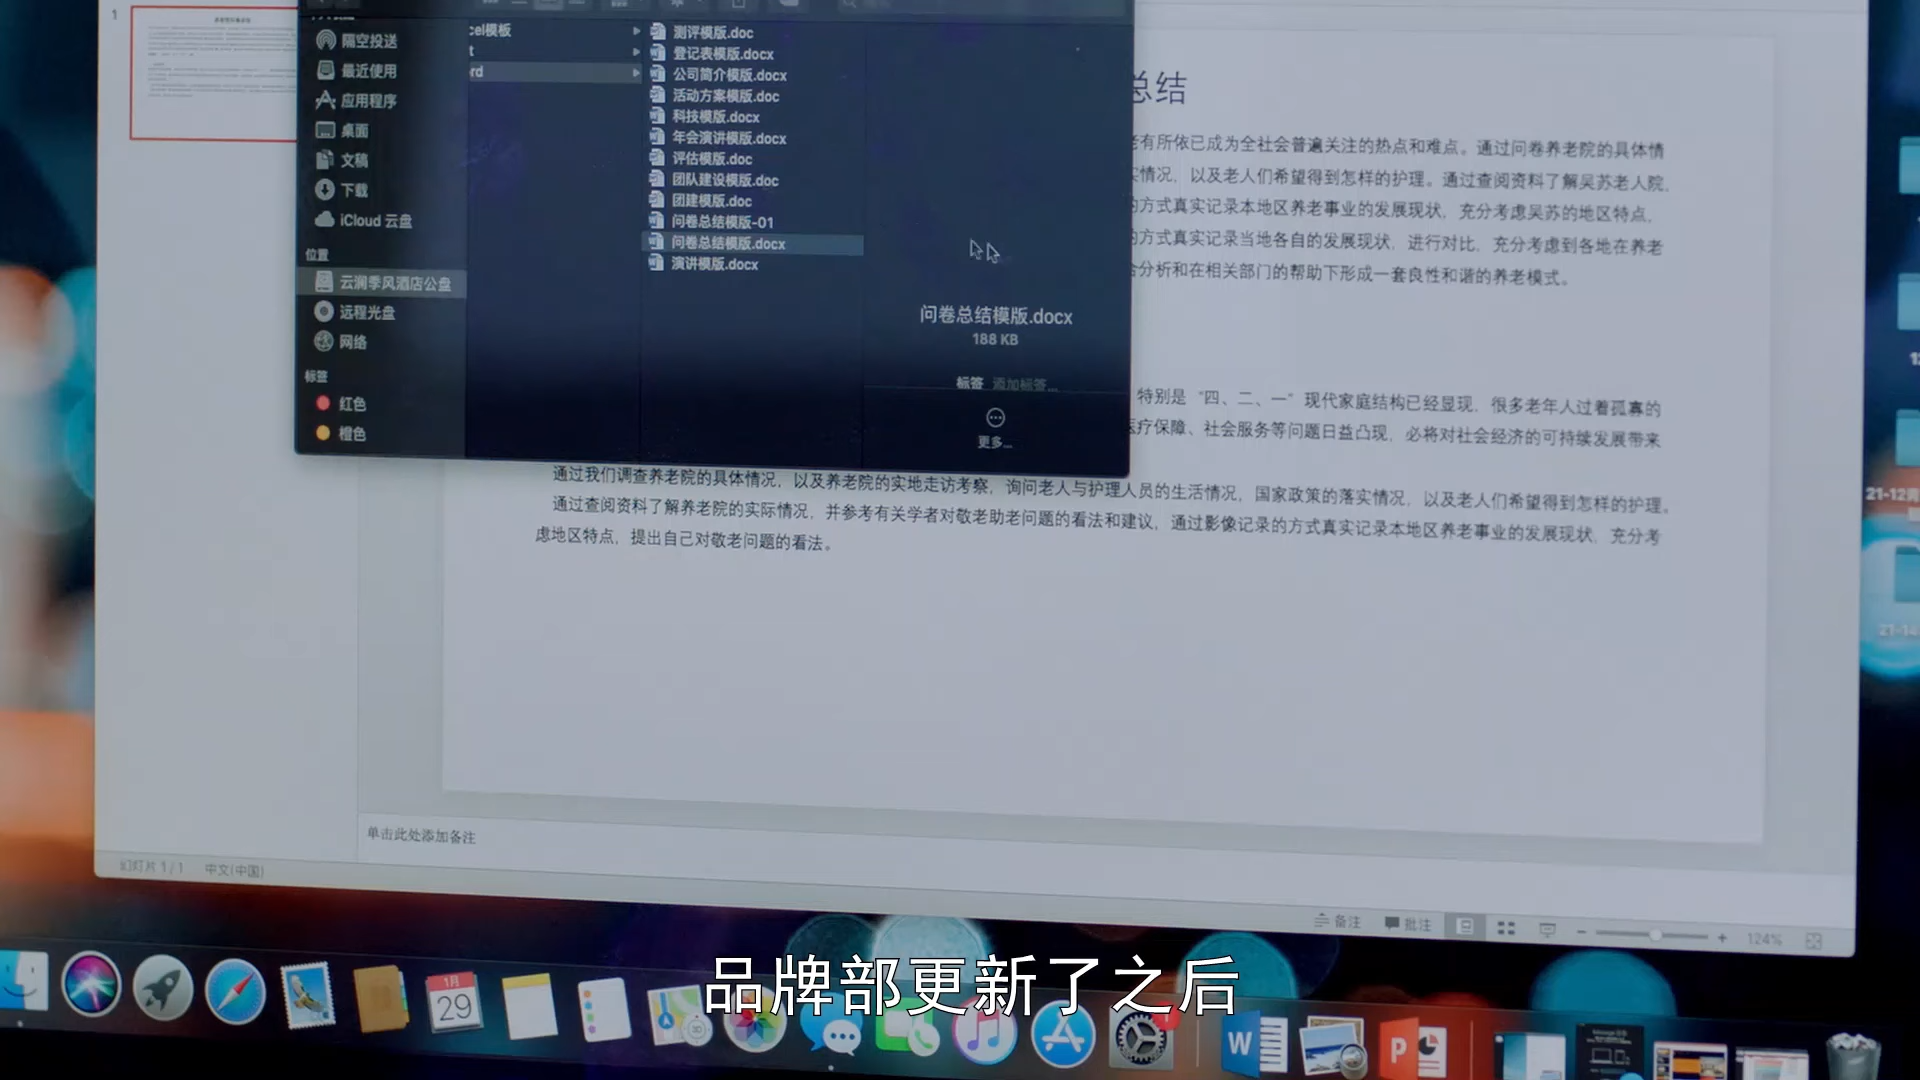 1
隔空投送
最近使用
应用程序
桌面
文稿
下载
iCloud 云盘
位置
云澜季风酒店公盘
远程光盘
网络
标签
红色
橙色
cel模板
t
rd
测评模版.doc
登记表模版.docx
公司简介模版.docx
活动方案模版.doc
科技模版.docx
年会演讲模版.docx
评估模版.doc
团队建设模版.doc
团建模版.doc
问卷总结模版-01
问卷总结模版.docx
演讲模版.docx
问卷总结模版.docx
188 KB
标签 添加标签...
更多...
总结
老有所依已成为全社会普遍关注的热点和难点。通过问卷养老院的具体情
实情况，以及老人们希望得到怎样的护理。通过查阅资料了解吴苏老人院，
的方式真实记录本地区养老事业的发展现状，充分考虑吴苏的地区特点，
的方式真实记录当地各自的发展现状，进行对比，充分考虑到各地在养老
合分析和在相关部门的帮助下形成一套良性和谐的养老模式。
特别是“四、二、一”现代家庭结构已经显现，很多老年人过着孤寡的
医疗保障、社会服务等问题日益凸现，必将对社会经济的可持续发展带来
通过我们调查养老院的具体情况，以及养老院的实地走访考察，询问老人与护理人员的生活情况，国家政策的落实情况，以及老人们希望得到怎样的护理。
通过查阅资料了解养老院的实际情况，并参考有关学者对敬老助老问题的看法和建议，通过影像记录的方式真实记录本地区养老事业的发展现状，充分考
虑地区特点，提出自己对敬老问题的看法。
单击此处添加备注
幻灯片 1 / 1 中文(中国)
备注 批注 124%
21-12
1月
29
3D
W
P
品牌部更新了之后